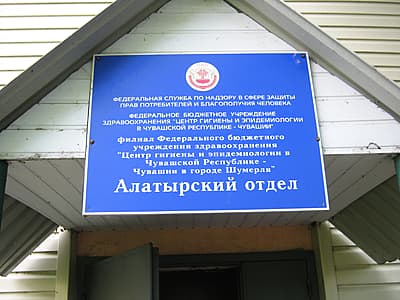 ФЕДЕРАЛЬНАЯ СЛУЖБА ПО НАДЗОРУ В СФЕРЕ ЗАЩИТЫ
ПРАВ ПОТРЕБИТЕЛЕЙ И БЛАГОПОЛУЧИЯ ЧЕЛОВЕКА
ФЕДЕРАЛЬНОЕ БЮДЖЕТНОЕ УЧРЕЖДЕНИЕ
ЗДРАВООХРАНЕНИЯ "ЦЕНТР ГИГИЕНЫ И ЭПИДЕМИОЛОГИИ
В ЧУВАШСКОЙ РЕСПУБЛИКЕ - ЧУВАШИИ"
филиал Федерального бюджетного
учреждения здравоохранения
"Центр гигиены и эпидемиологии в
Чувашской Республике -
Чувашии в городе Шумерля"
Алатырский отдел